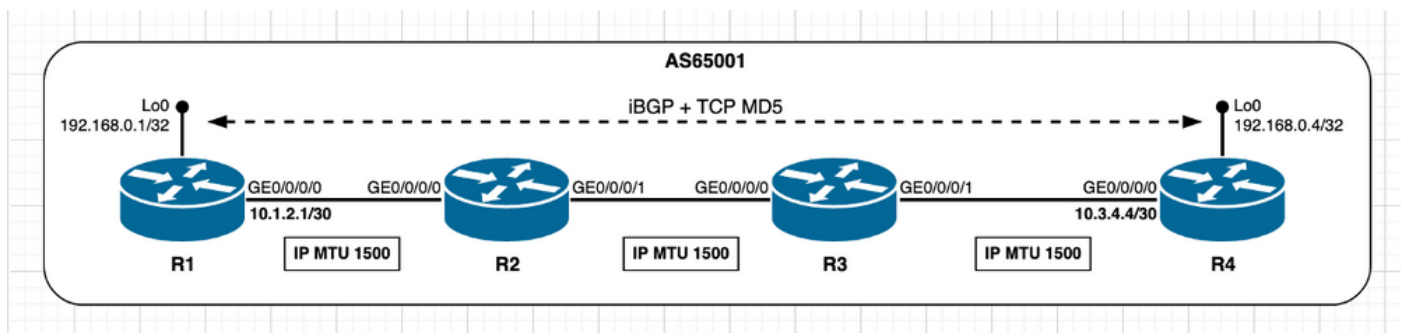 AS65001
Lo0
192.168.0.1/32
iBGP + TCP MD5
Lo0
192.168.0.4/32
GE0/0/0/0
GE0/0/0/0
GE0/0/0/1
GE0/0/0/0
GE0/0/0/1
GE0/0/0/0
10.1.2.1/30
10.3.4.4/30
IP MTU 1500
IP MTU 1500
IP MTU 1500
R1
R2
R3
R4